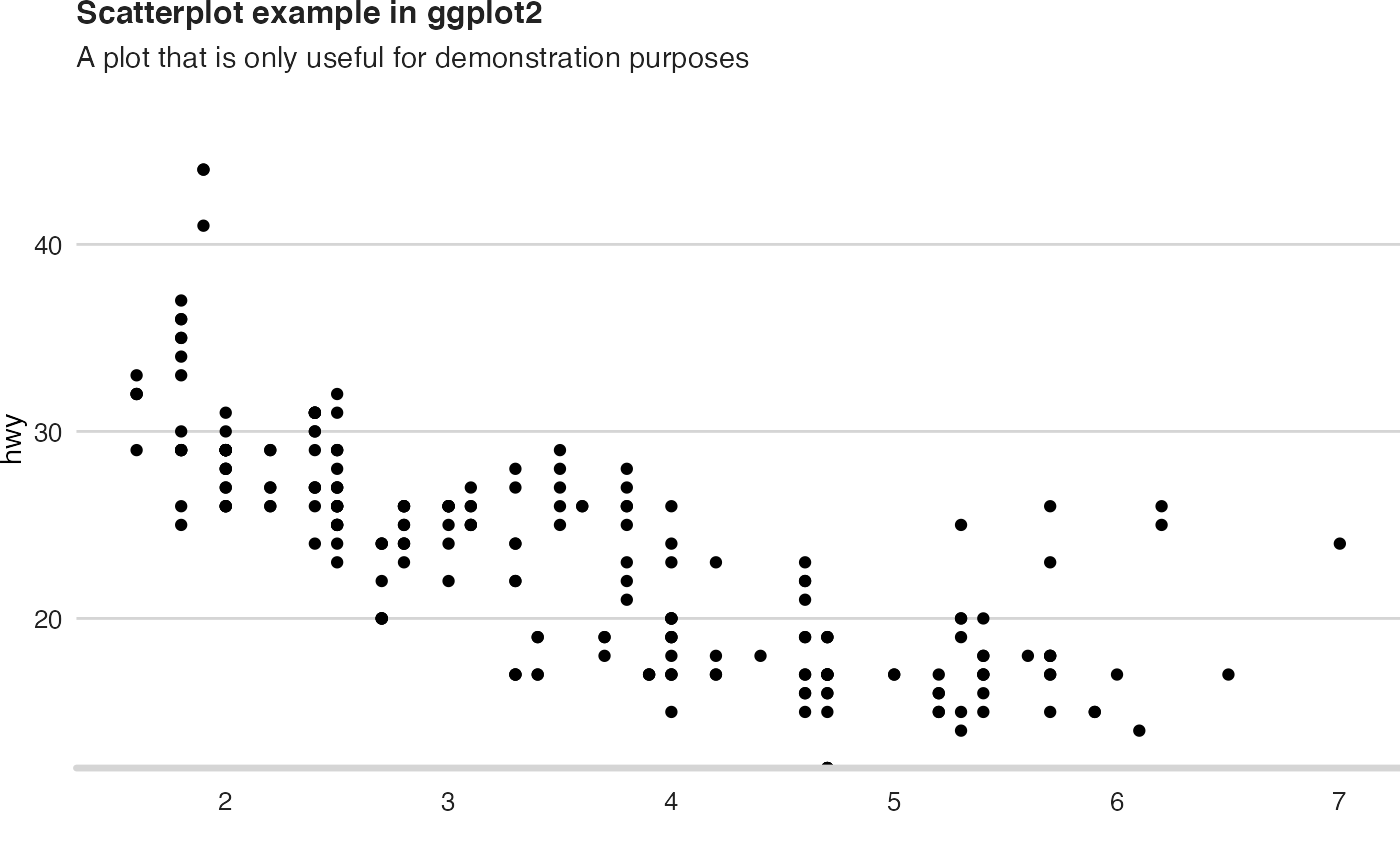 Scatterplot example in ggplot2
A plot that is only useful for demonstration purposes
40
30
hwy
20
2 3 4 5 6 7